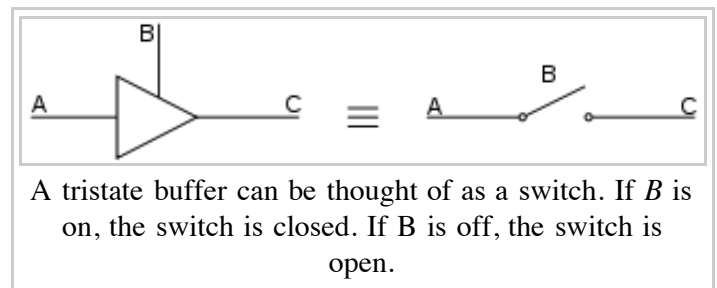 B
A
C
≡
B
A
C
A tristate buffer can be thought of as a switch. If B is
on, the switch is closed. If B is off, the switch is
open.